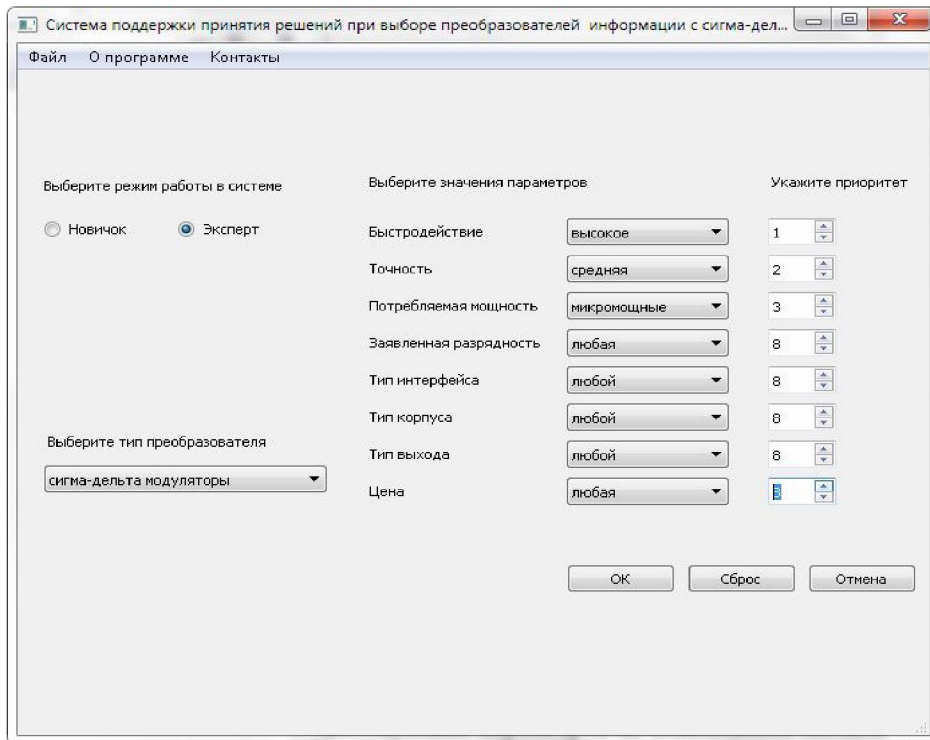 Система поддержки принятия решений при выборе преобразователей информации с сигма-дел...
Файл О программе Контакты
Выберите режим работы в системе
Новичок Эксперт
Выберите тип преобразователя
сигма-дельта модуляторы
Выберите значения параметров Укажите приоритет
Быстродействие высокое 1
Точность средняя 2
Потребляемая мощность микромощные 3
Заявленная разрядность любая 8
Тип интерфейса любой 8
Тип корпуса любой 8
Тип выхода любой 8
Цена любая
ОК Сброс Отмена